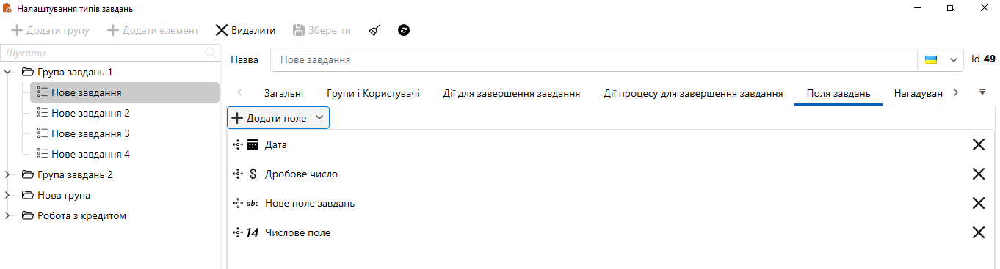 Налаштування типів завдань
Додати групу Додати елемент Видалити Зберегти
Шукати
Група завдань 1
Нове завдання
Нове завдання 2
Нове завдання 3
Нове завдання 4
Група завдань 2
Нова група
Робота з кредитом
Назва Нове завдання Id 49
Загальні Групи і Користувачі Дії для завершення завдання Дії процесу для завершення завдання Поля завдань Нагадуван
Додати поле
Дата
$ Дробове число
abc Нове поле завдань
14 Числове поле